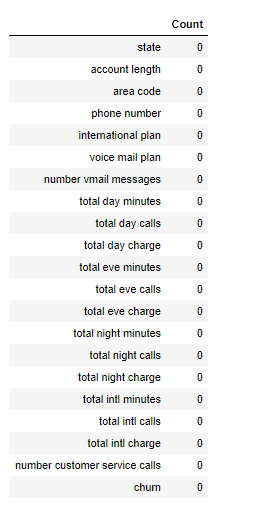 Count
state 0
account length 0
area code 0
phone number 0
international plan 0
voice mail plan 0
number vmail messages 0
total day minutes 0
total day calls 0
total day charge 0
total eve minutes 0
total eve calls 0
total eve charge 0
total night minutes 0
total night calls 0
total night charge 0
total intl minutes 0
total intl calls 0
total intl charge 0
number customer service calls 0
churn 0